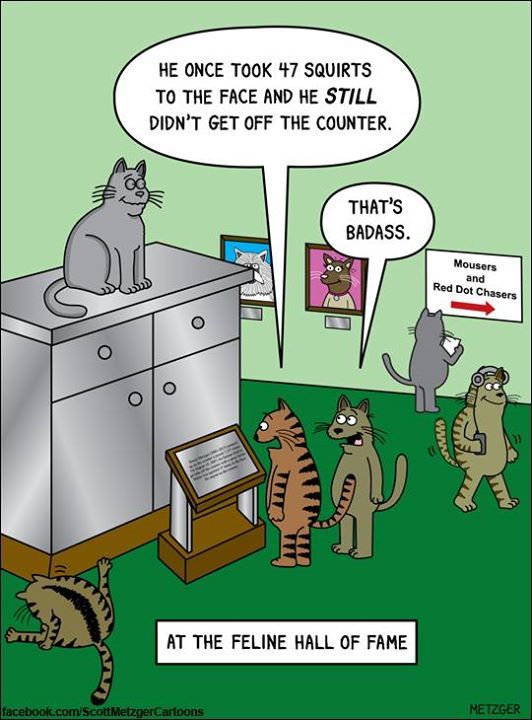 HE ONCE TOOK 47 SQUIRTS
TO THE FACE AND HE STILL
DIDN'T GET OFF THE COUNTER.
THAT'S
BADASS.
Mousers
and
Red Dot Chasers
AT THE FELINE HALL OF FAME
facebook.com/ScottMetzgerCartoons
METZGER